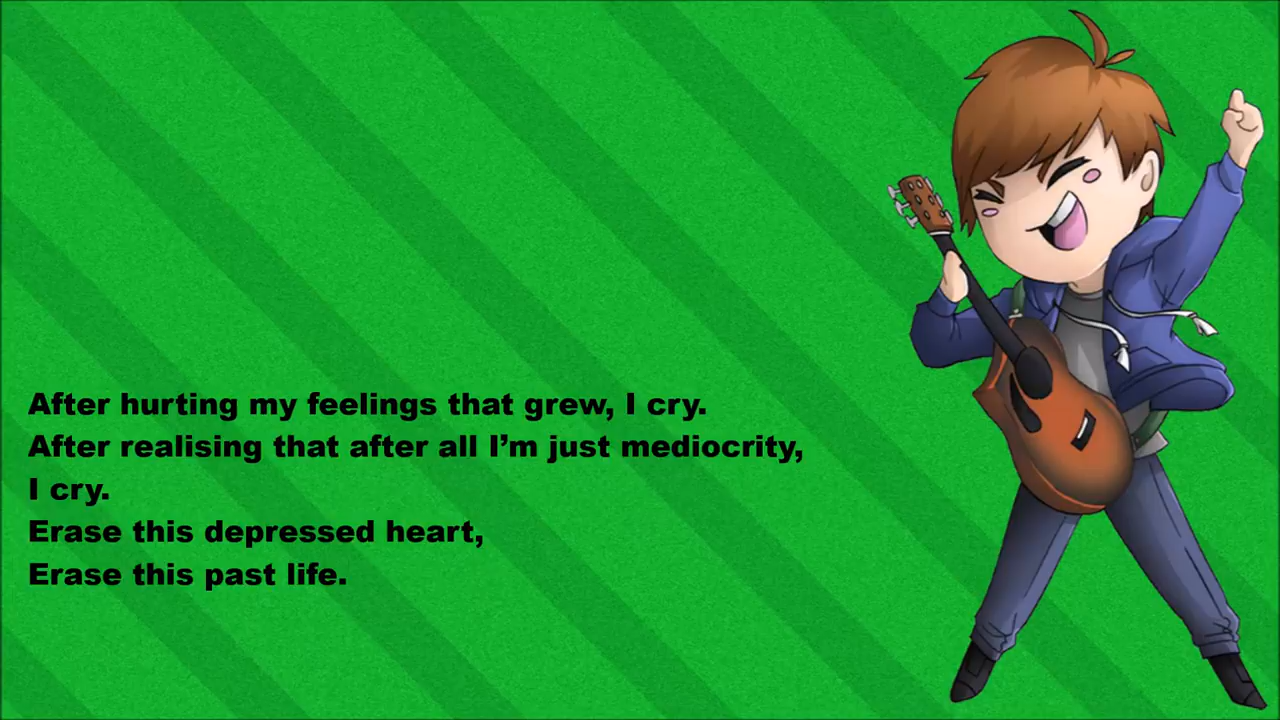 After hurting my feelings that grew, I cry.
After realising that after all I’m just mediocrity,
I cry.
Erase this depressed heart,
Erase this past life.